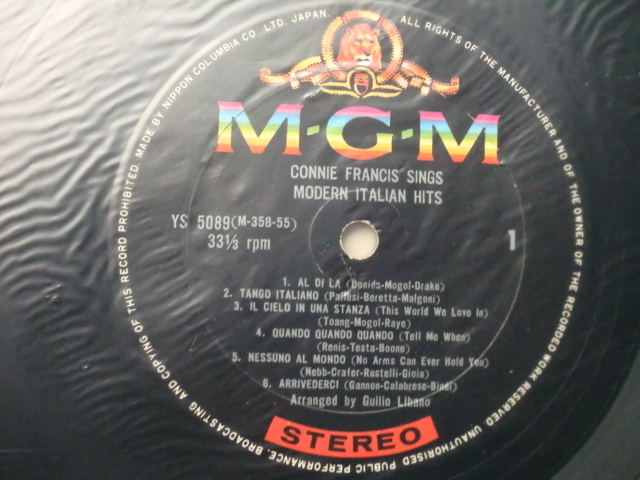 MADE BY NIPPON COLUMBIA CO., LTD. JAPAN. ALL RIGHTS OF THE MANUFACTURER AND OF THE OWNER OF THE RECORDED WORK RESERVED. UNAUTHORISED PUBLIC PERFORMANCE, BROADCASTING AND COPYING OF THIS RECORD PROHIBITED.
M-G-M
CONNIE FRANCIS SINGS
MODERN ITALIAN HITS
YS 5089 (M-358-55)
33⅓ rpm
1
1. AL DI LA (Donida-Mogol-Drake)
2. TANGO ITALIANO (Pallesi-Beretta-Malgoni)
3. IL CIELO IN UNA STANZA (This World We Love In)
(Toang-Mogol-Raye)
4. QUANDO QUANDO QUANDO (Tell Me When)
(Renis-Testa-Boone)
5. NESSUNO AL MONDO (No Arms Can Ever Hold You)
(Nebb-Crafer-Rastelli-Gioia)
6. ARRIVEDERCI (Gannon-Calabrese-Bindi)
Arranged by Guilio Libano
STEREO